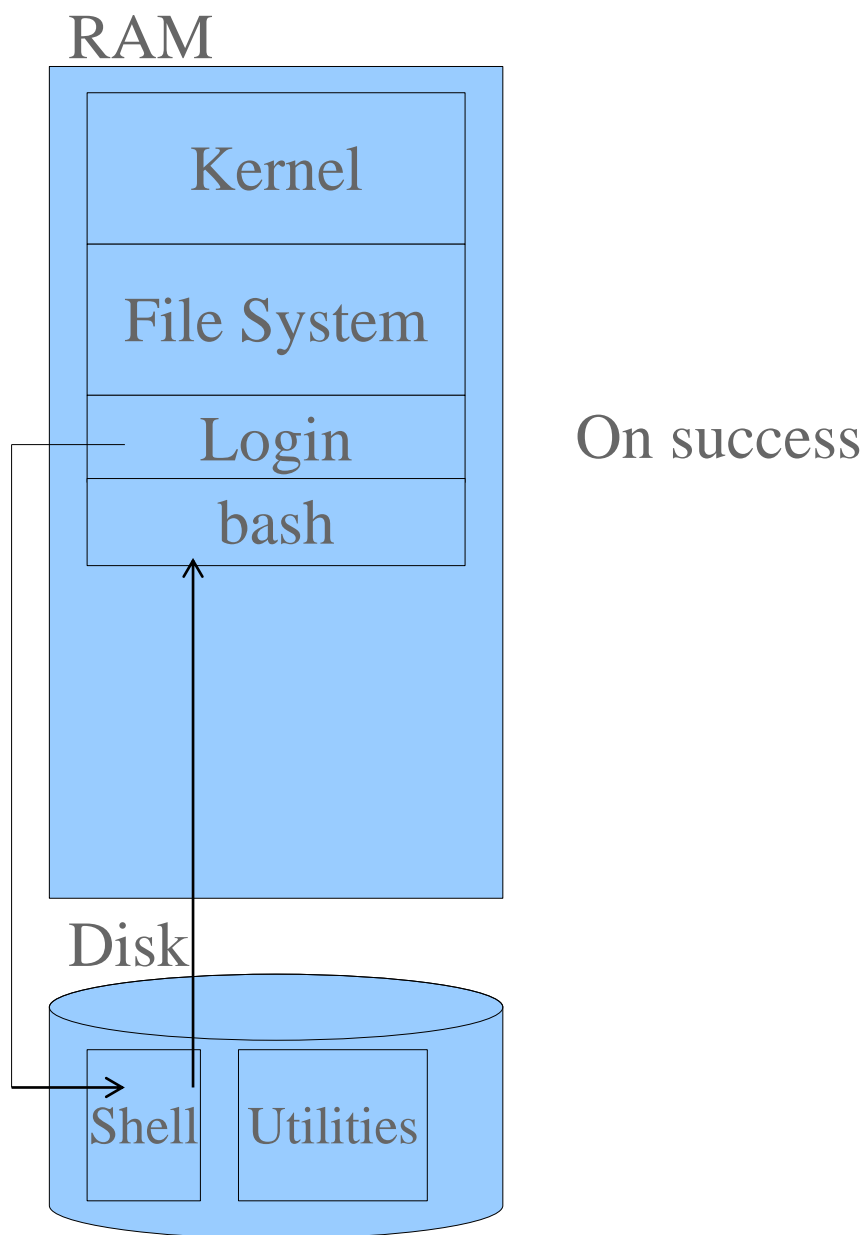 RAM
Kernel
File System
Login
On success
bash
Disk
Shell
Utilities